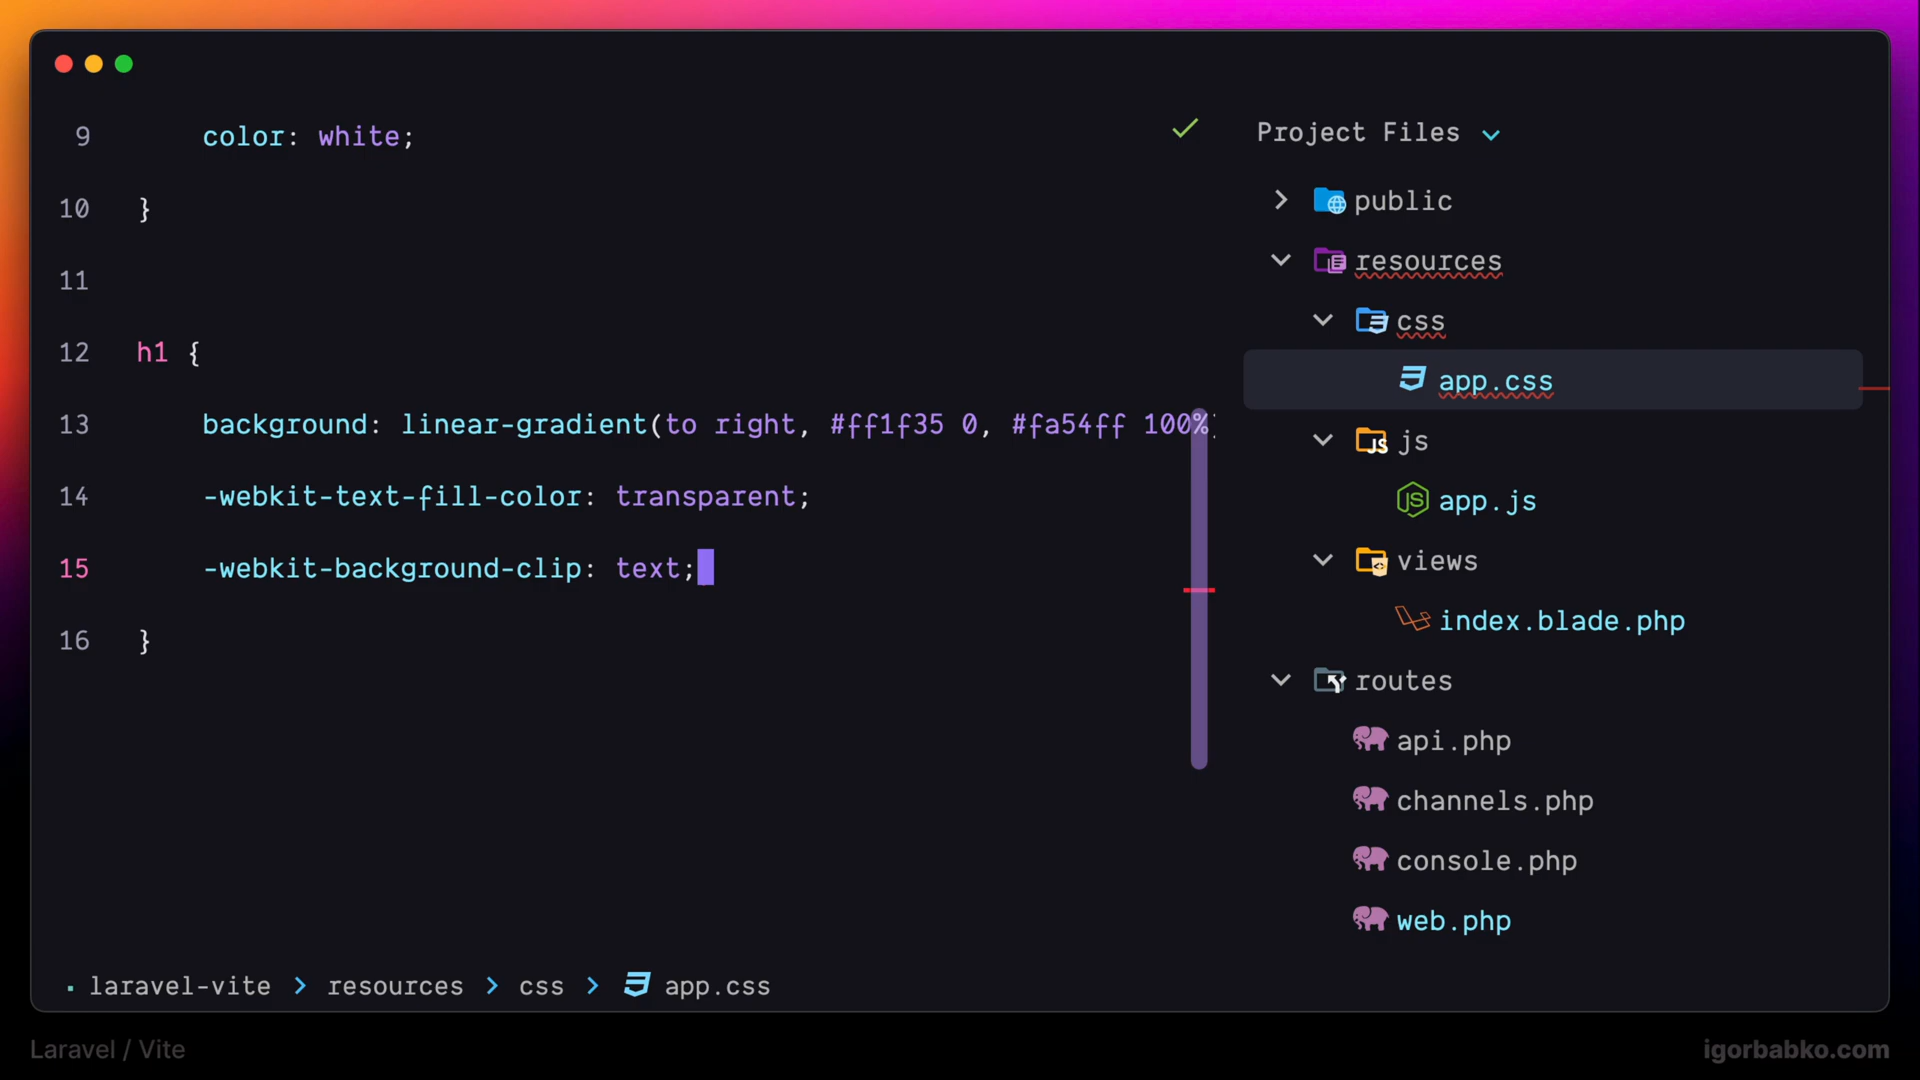 9 color: white;
10 }
11
12 h1 {
13 background: linear-gradient(to right, #ff1f35 0, #fa54ff 100%
14 -webkit-text-fill-color: transparent;
15 -webkit-background-clip: text;
16 }
Project Files
public
resources
css
app.css
js
app.js
views
index.blade.php
routes
api.php
channels.php
console.php
web.php
laravel-vite > resources > css > app.css
Laravel / Vite
igorbabko.com